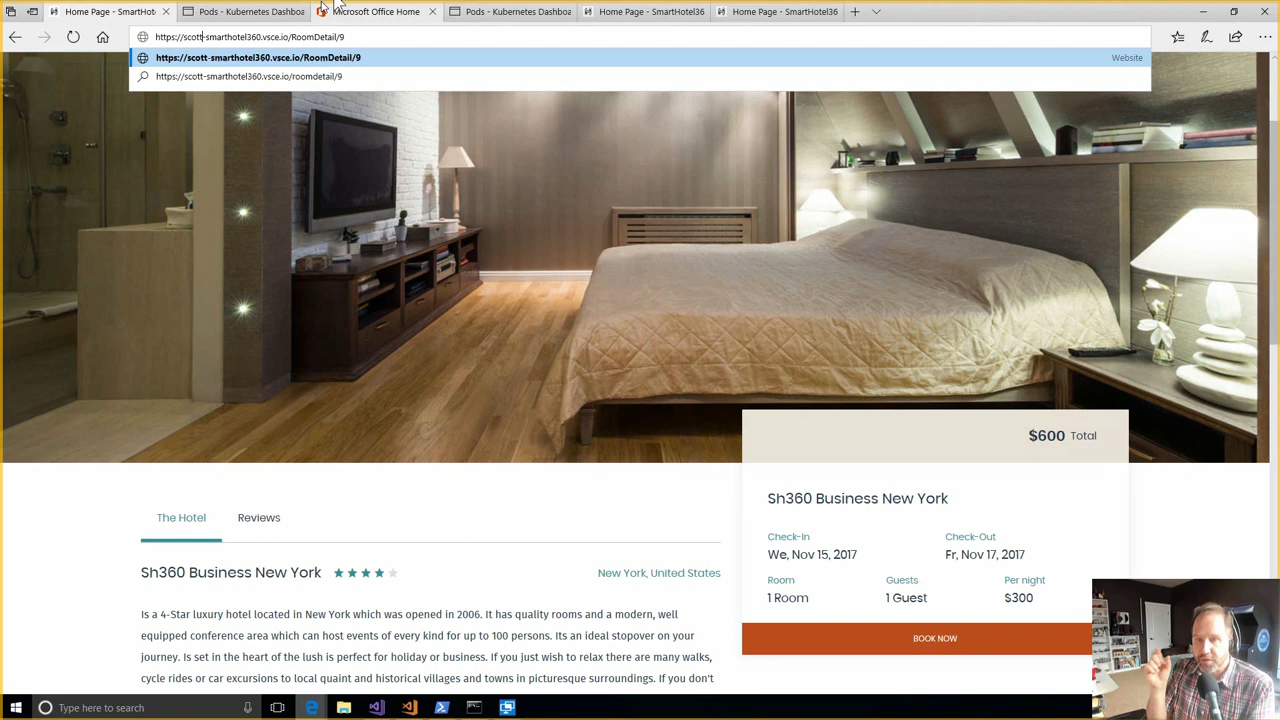 Home Page - SmartHot
Pods - Kubernetes Dashboa
Microsoft Office Home
Pods - Kubernetes Dashboa
Home Page - SmartHotel36
Home Page - SmartHotel36
https://scott-smarthotel360.vsce.io/RoomDetail/9
https://scott-smarthotel360.vsce.io/RoomDetail/9
Website
https://scott-smarthotel360.vsce.io/roomdetail/9
$600 Total
Sh360 Business New York
Check-In
Check-Out
We, Nov 15, 2017
Fr, Nov 17, 2017
Room
Guests
Per night
1 Room
1 Guest
$300
BOOK NOW
The Hotel
Reviews
Sh360 Business New York
New York, United States
Is a 4-Star luxury hotel located in New York which was opened in 2006. It has quality rooms and a modern, well
equipped conference area which can host events of every kind for up to 100 persons. Its an ideal stopover on your
journey. Is set in the heart of the lush is perfect for holiday or business. If you just wish to relax there are many walks,
cycle rides or car excursions to local quaint and historical villages and towns in picturesque surroundings. If you don't
Type here to search